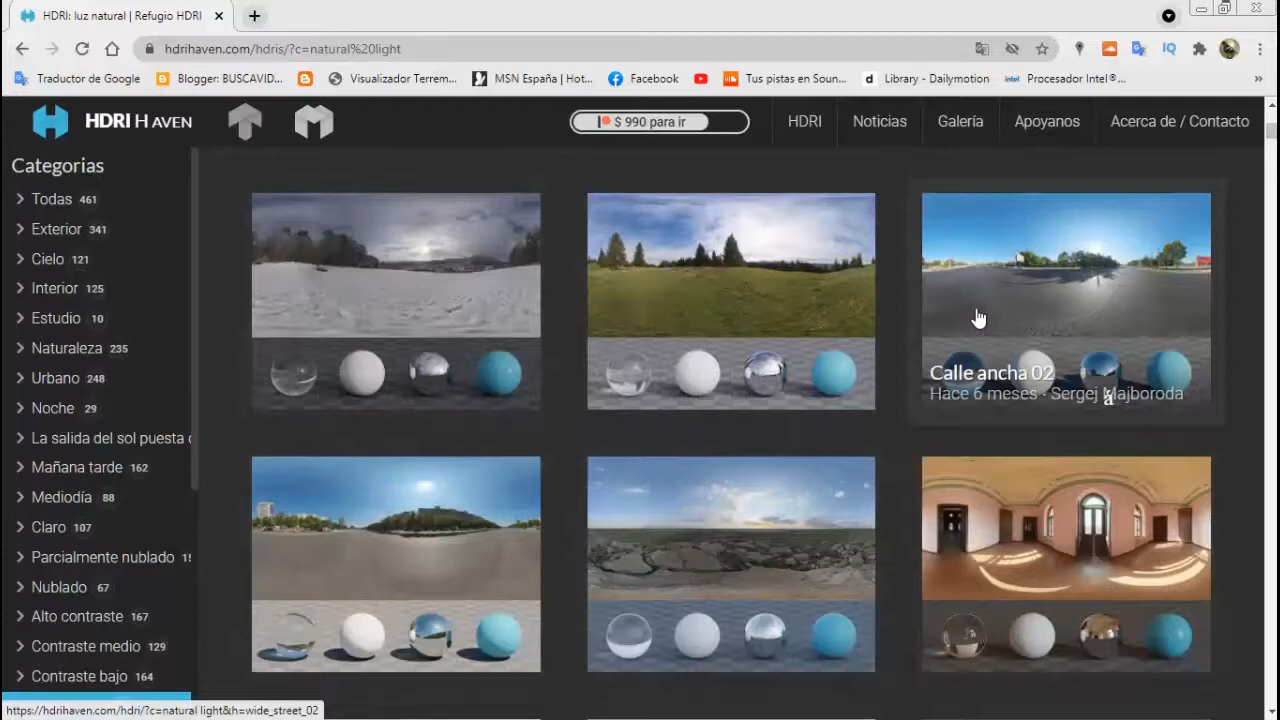 HDRI: luz natural | Refugio HDRI
hdrihaven.com/hdris/?c=natural%20light
IQ
Traductor de Google
Blogger: BUSCAVID...
Visualizador Terrem...
MSN España | Hot...
Facebook
Tus pistas en Soun...
d Library - Dailymotion
intel Procesador Intel®...
»
HDRI HAVEN
$ 990 para ir
HDRI
Noticias
Galería
Apoyanos
Acerca de / Contacto
Categorias
Todas 461
Exterior 341
Cielo 121
Interior 125
Estudio 10
Naturaleza 235
Urbano 248
Noche 29
La salida del sol puesta
Mañana tarde 162
Mediodía 88
Claro 107
Parcialmente nublado
Nublado 67
Alto contraste 167
Contraste medio 129
Contraste bajo 164
Calle ancha 02
Hace 6 meses · Sergej Majboroda
https://hdrihaven.com/hdri/?c=natural light&h=wide_street_02